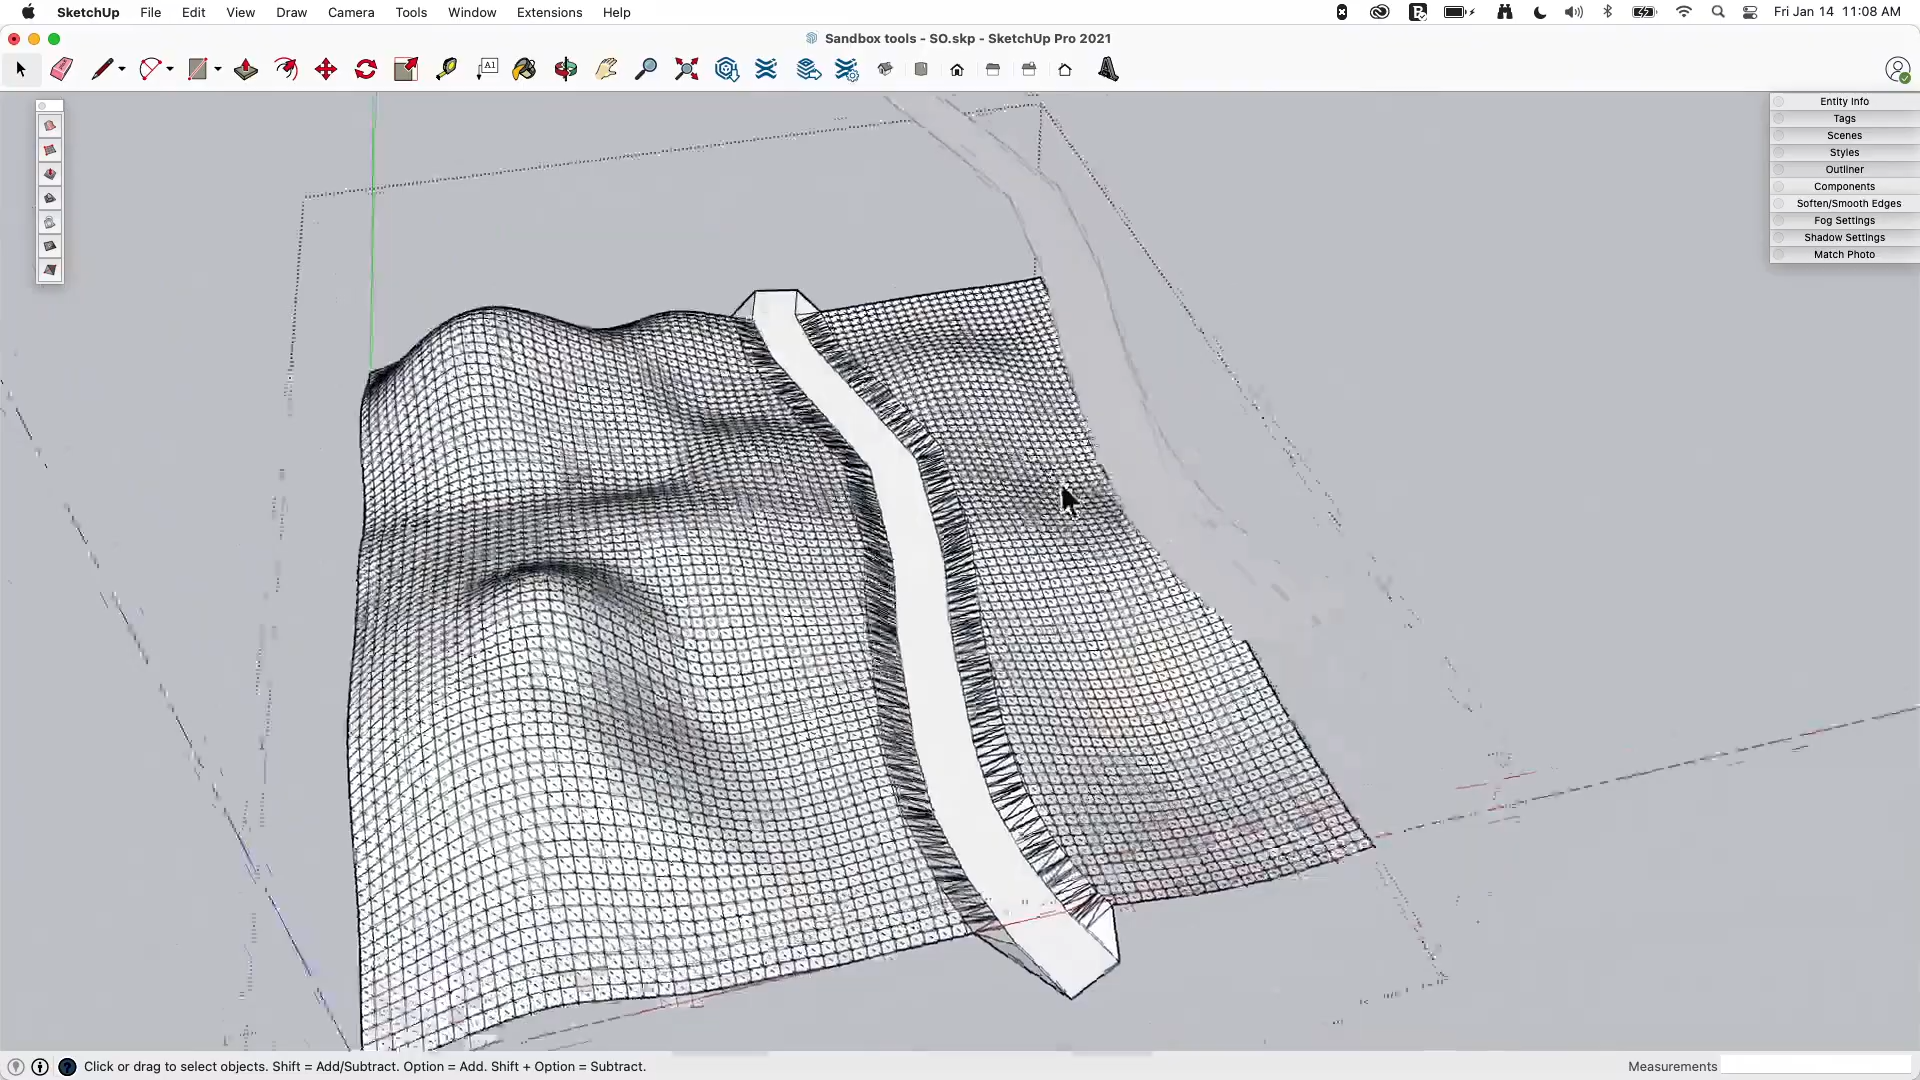 SketchUp File Edit View Draw Camera Tools Window Extensions Help Fri Jan 14 11:08 AM
Sandbox tools - SO.skp - SketchUp Pro 2021
A1
Entity Info
Tags
Scenes
Styles
Outliner
Components
Soften/Smooth Edges
Fog Settings
Shadow Settings
Match Photo
Click or drag to select objects. Shift = Add/Subtract. Option = Add. Shift + Option = Subtract. Measurements